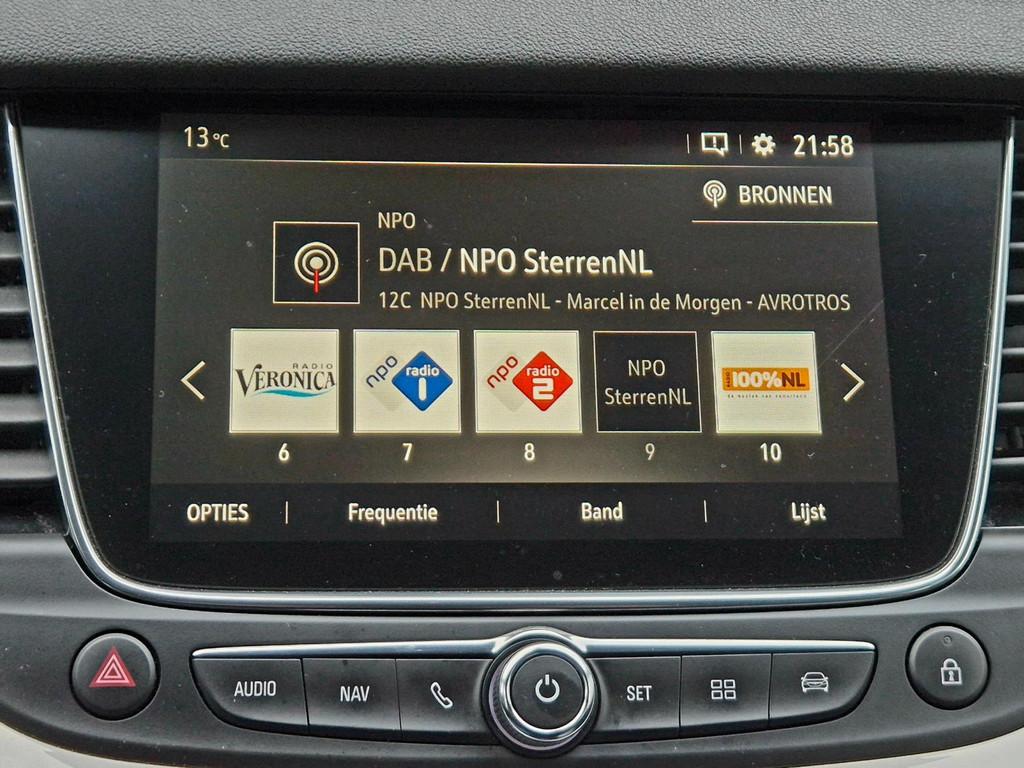 13°C
21:58
BRONNEN
NPO
DAB / NPO SterrenNL
12C NPO SterrenNL - Marcel in de Morgen - AVROTROS
RADIO
VERONICA
npo radio 1
npo radio 2
NPO
SterrenNL
100%NL
6 7 8 9 10
OPTIES | Frequentie | Band | Lijst
AUDIO NAV SET